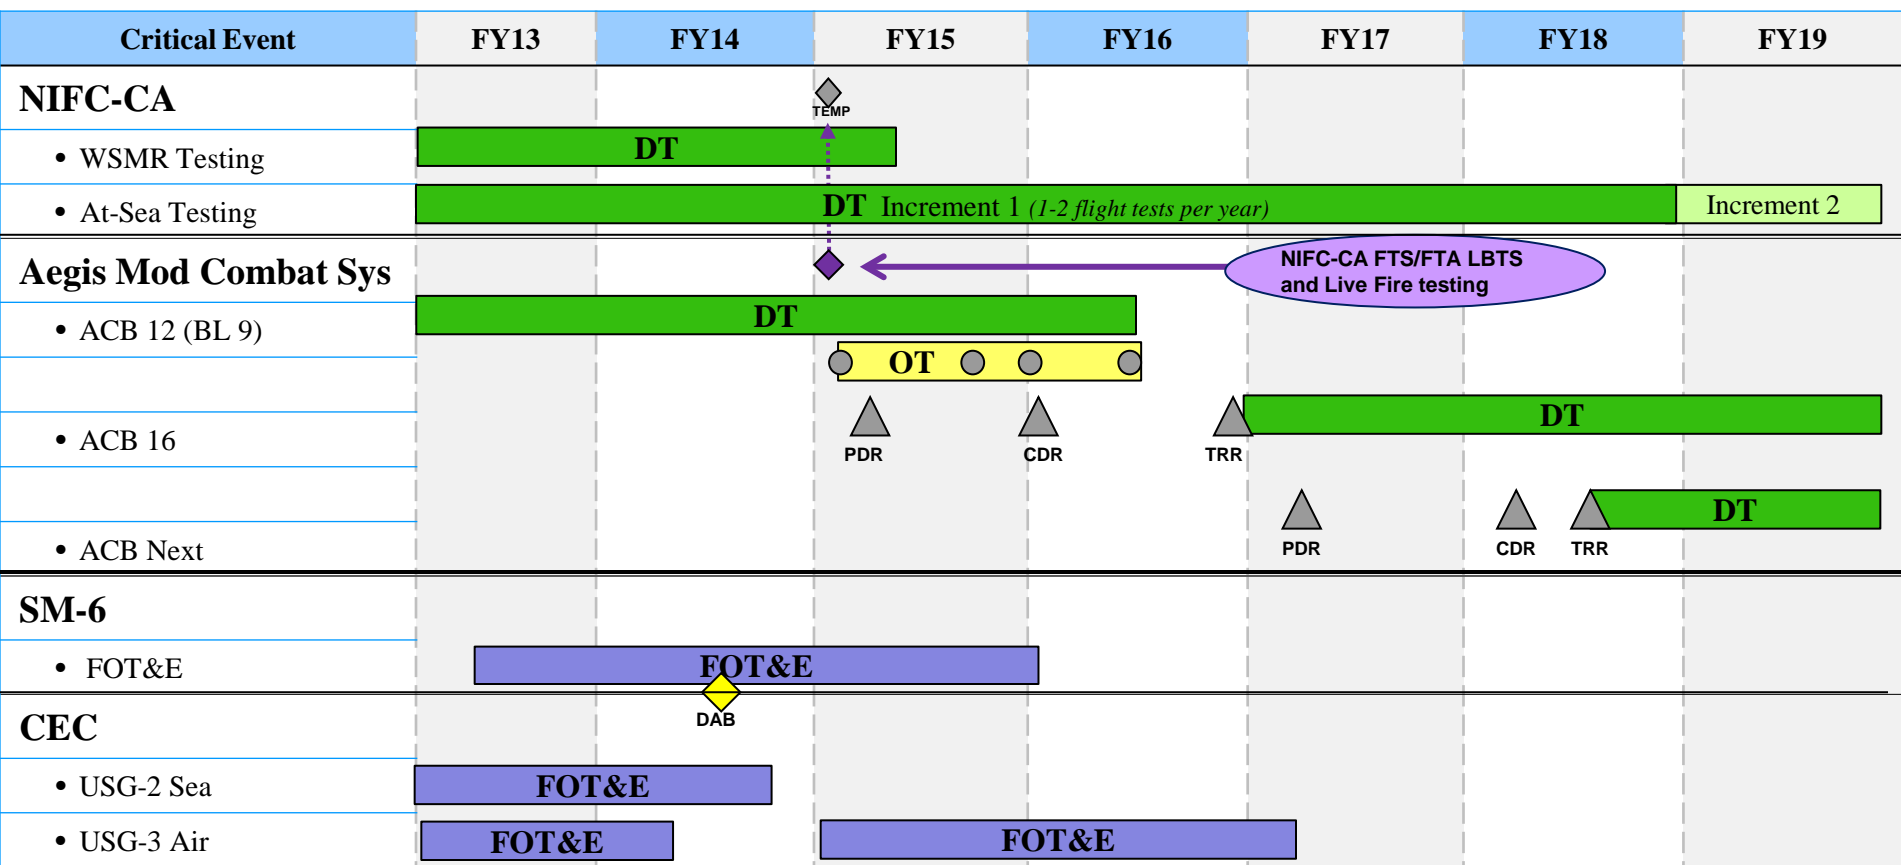 Critical Event FY13 FY14 FY15 FY16 FY17 FY18 FY19
NIFC-CA
TEMP
• WSMR Testing
DT
• At-Sea Testing
DT Increment 1 (1-2 flight tests per year)
Increment 2
Aegis Mod Combat Sys
NIFC-CA FTS/FTA LBTS
and Live Fire testing
• ACB 12 (BL 9)
DT
OT
• ACB 16
DT
PDR CDR TRR
DT
• ACB Next
PDR CDR TRR
SM-6
• FOT&E
FOT&E
DAB
CEC
• USG-2 Sea
FOT&E
• USG-3 Air
FOT&E FOT&E